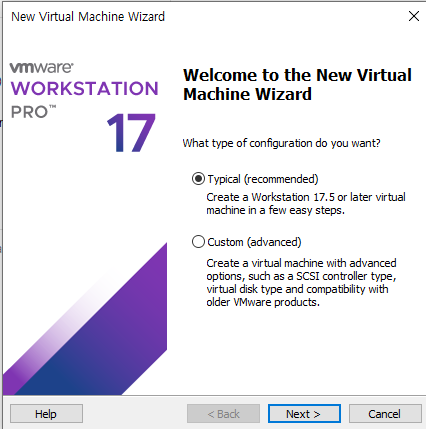 New Virtual Machine Wizard
vmware®
WORKSTATION
PRO™
17
Welcome to the New Virtual
Machine Wizard
What type of configuration do you want?
Typical (recommended)
Create a Workstation 17.5 or later virtual
machine in a few easy steps.
Custom (advanced)
Create a virtual machine with advanced
options, such as a SCSI controller type,
virtual disk type and compatibility with
older VMware products.
Help
< Back
Next >
Cancel